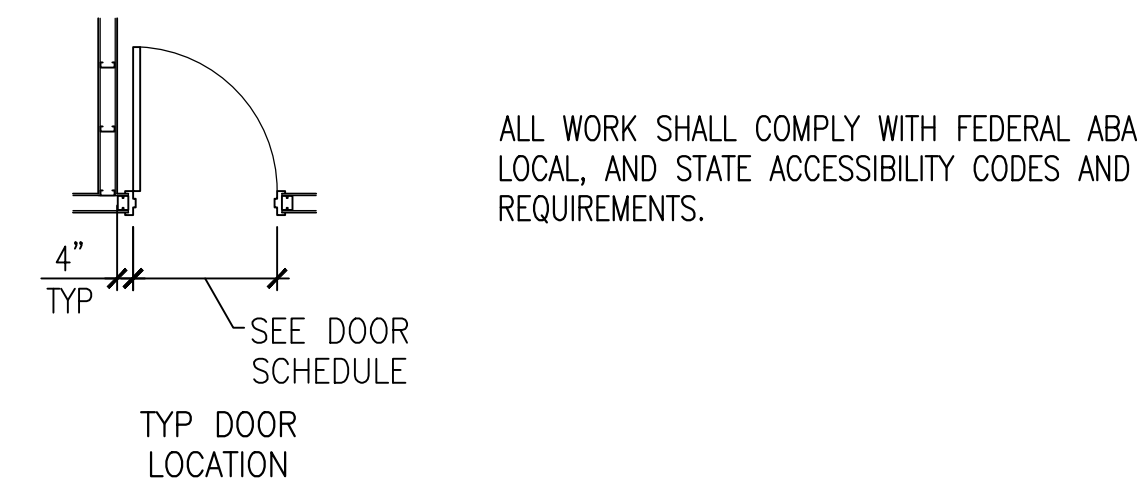 ALL WORK SHALL COMPLY WITH FEDERAL ABA
LOCAL, AND STATE ACCESSIBILITY CODES AND
REQUIREMENTS.
4"
TYP
SEE DOOR
SCHEDULE
TYP DOOR
LOCATION